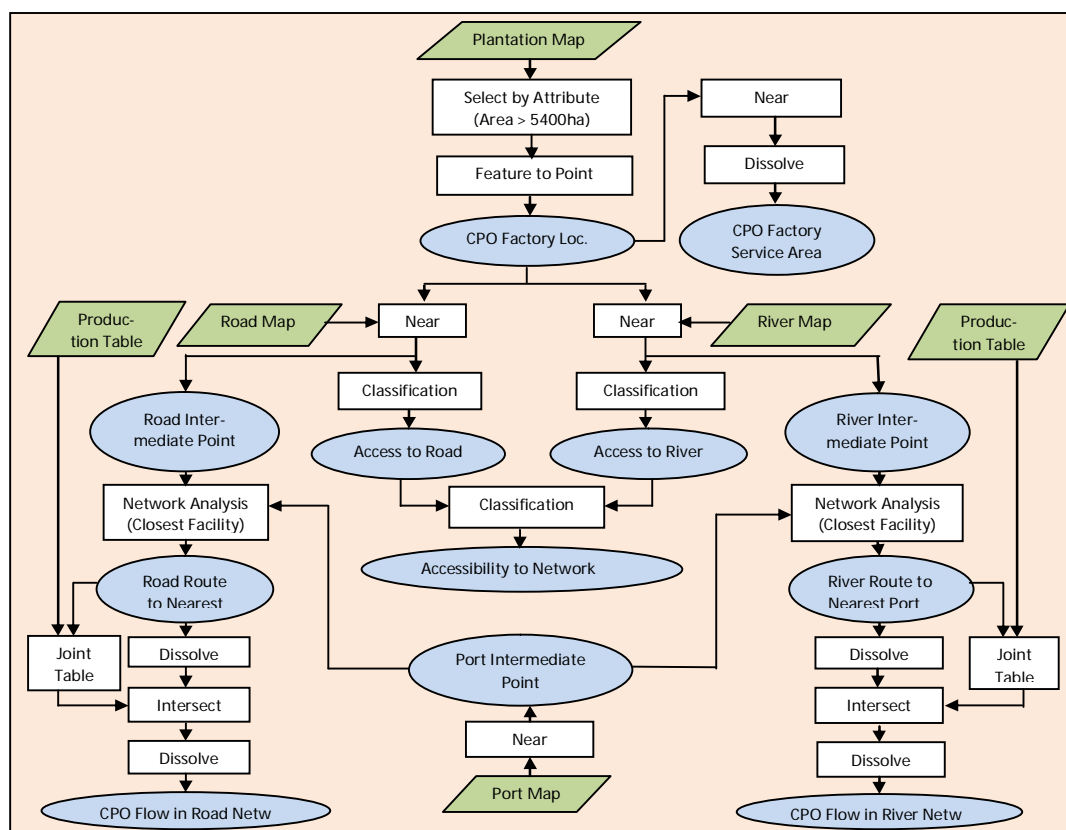 Plantation Map
Select by Attribute
(Area > 5400ha)
Near
Feature to Point
Dissolve
CPO Factory Loc.
CPO Factory
Service Area
Produc-
tion Table
Road Map
Near
Near
River Map
Produc-
tion Table
Classification
Classification
Road Inter-
mediate Point
Access to Road
Access to River
River Inter-
mediate Point
Network Analysis
(Closest Facility)
Classification
Network Analysis
(Closest Facility)
Accessibility to Network
Road Route
to Nearest
River Route to
Nearest Port
Joint
Table
Dissolve
Port Intermediate
Point
Dissolve
Joint
Table
Intersect
Intersect
Near
Dissolve
Dissolve
Port Map
CPO Flow in Road Netw
CPO Flow in River Netw